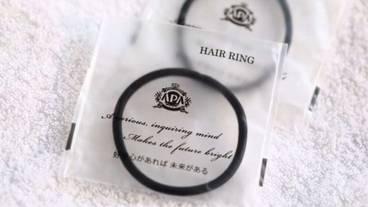 HAIR RING
APA
A curious, inquiring mind
Makes the future bright
好奇心があれば 未来がある